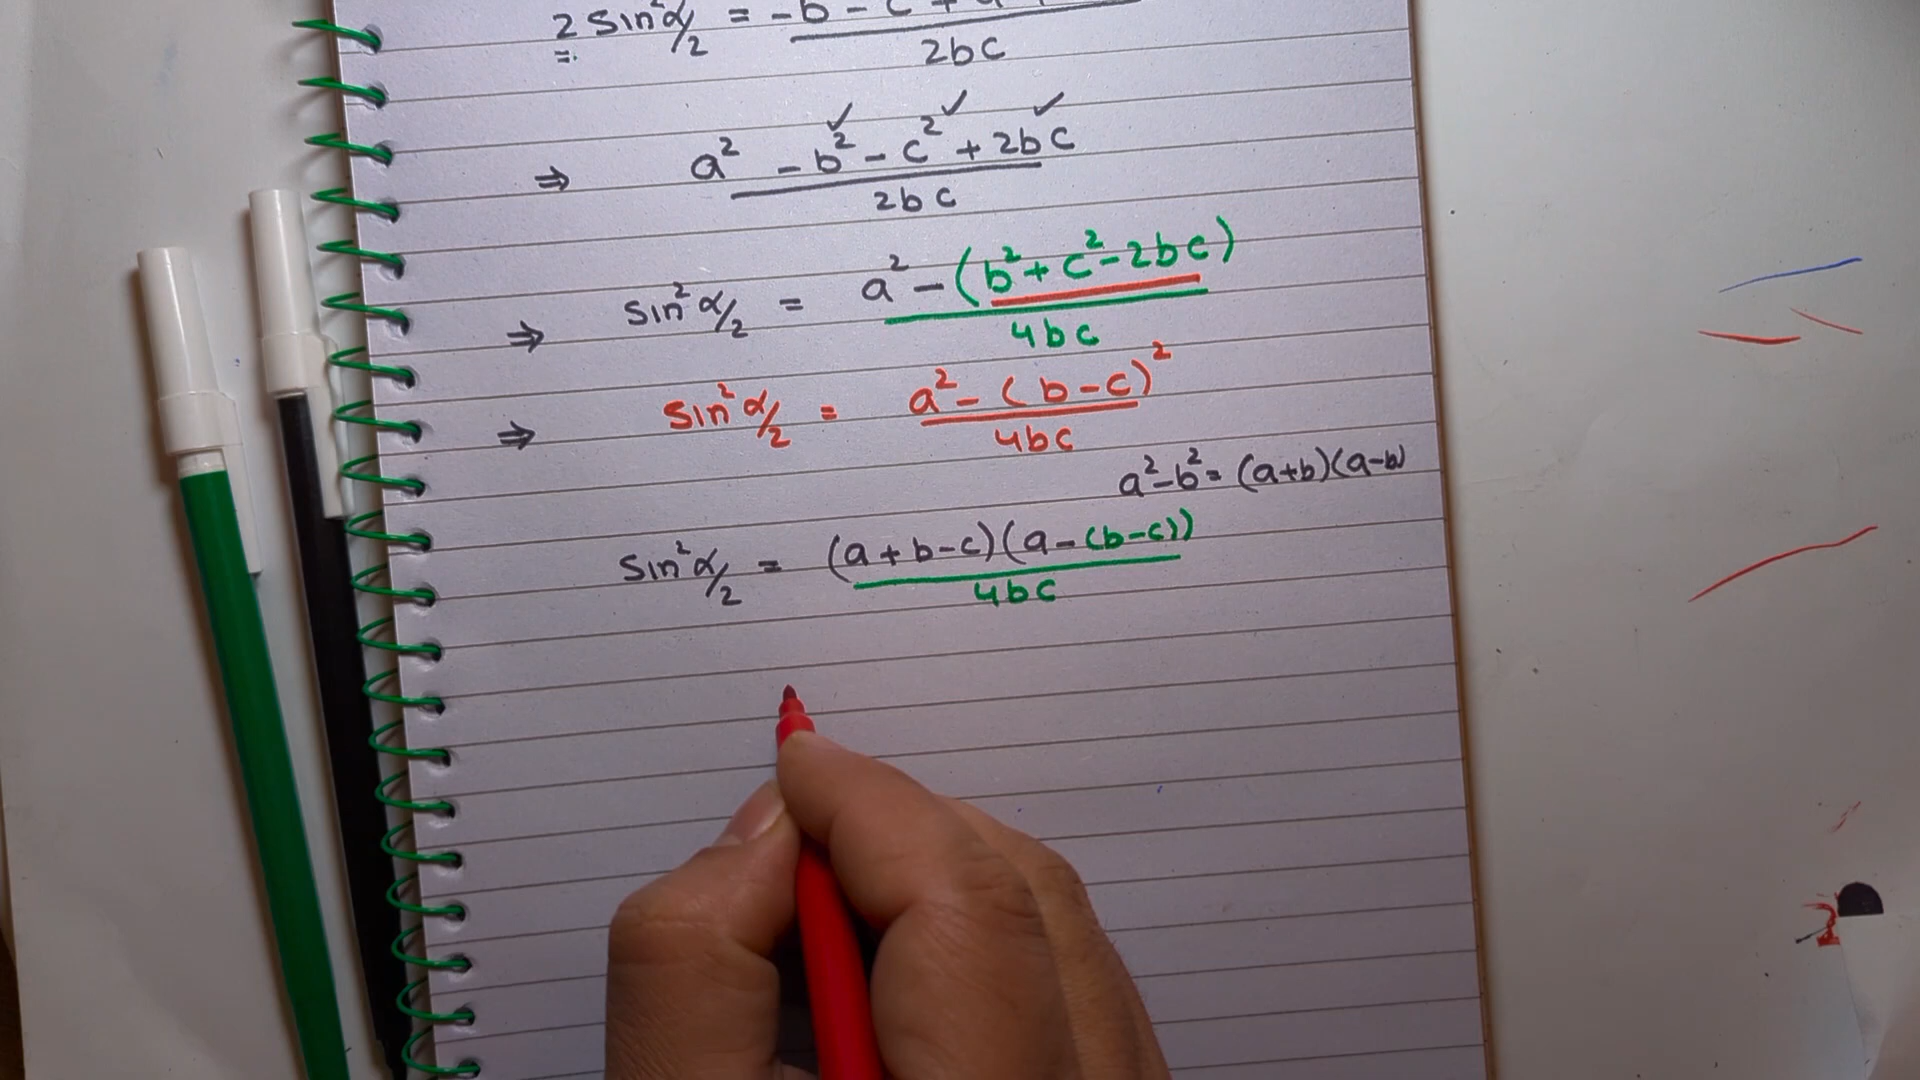 2 sin²α/2 = -b - c + a
2bc
⇒ a² - b² - c² + 2bc
2bc
⇒ sin²α/2 = a² - (b² + c² - 2bc)
4bc
⇒ sin²α/2 = a² - (b - c)²
4bc
a² - b² = (a+b)(a-b)
sin²α/2 = (a + b - c)(a - (b - c))
4bc